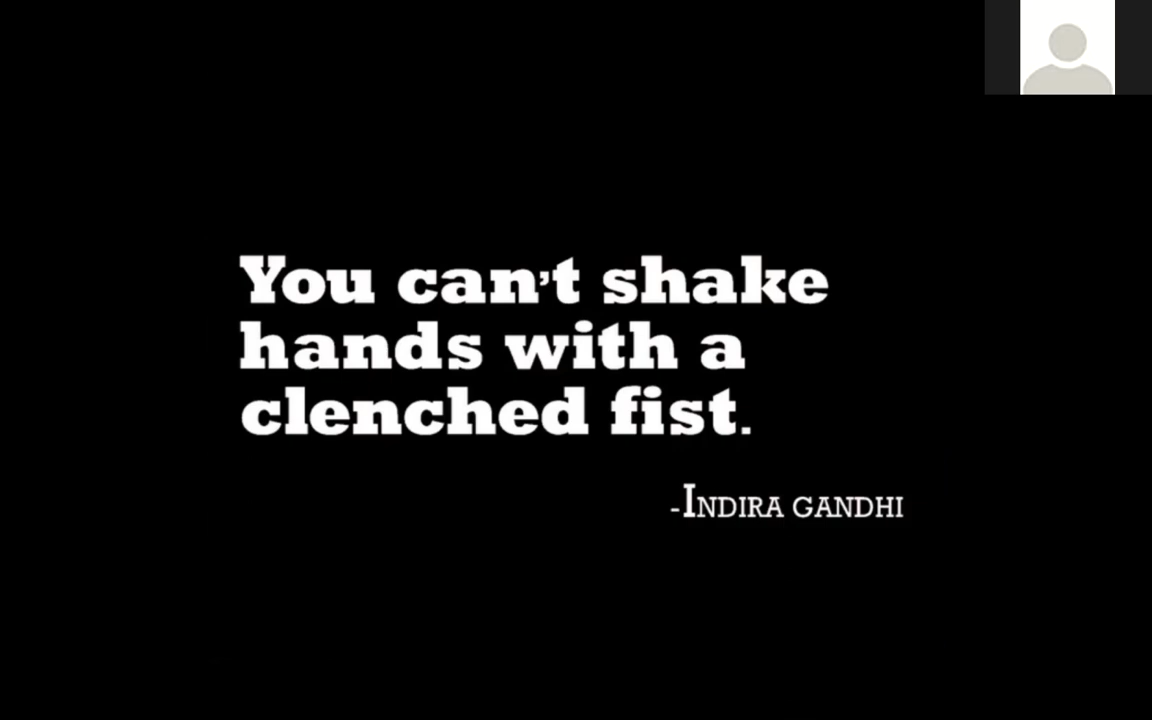 You can't shake
hands with a
clenched fist.
-INDIRA GANDHI